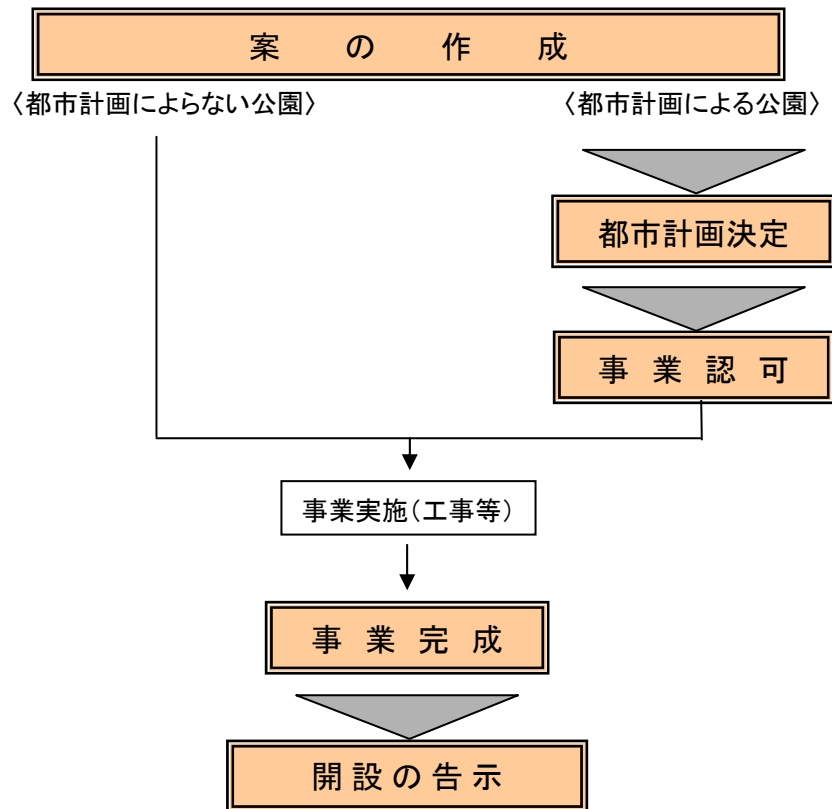 案の作成
〈都市計画によらない公園〉
〈都市計画による公園〉
都市計画決定
事業認可
事業実施(工事等)
事業完成
開設の告示